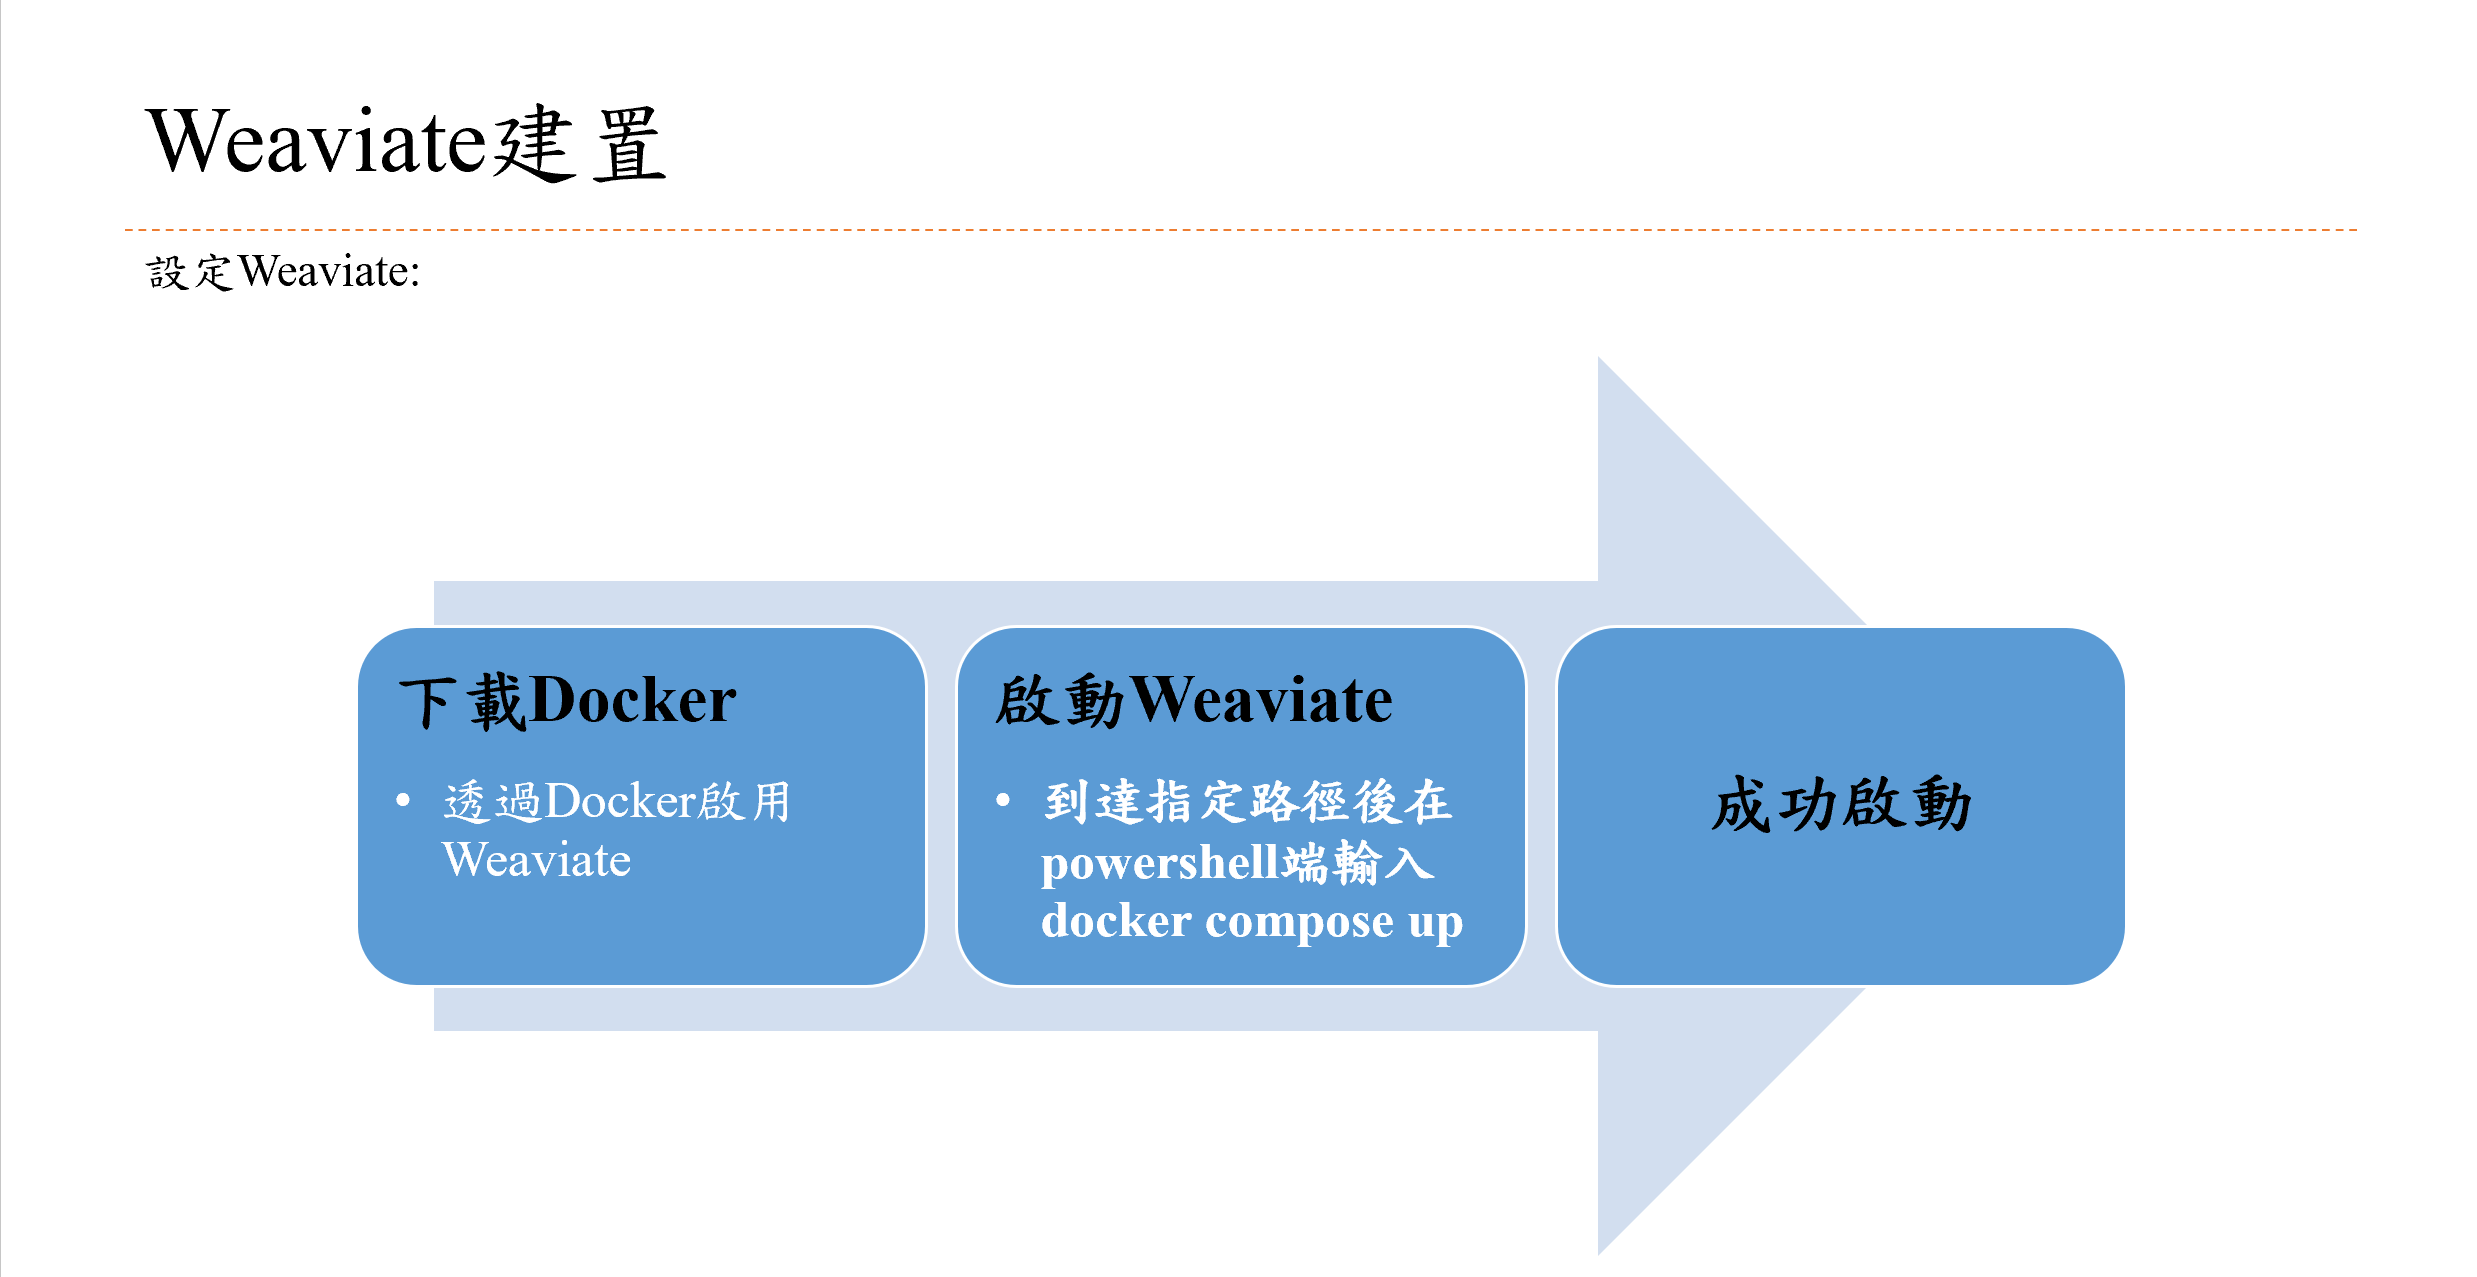 Weaviate建置
設定Weaviate:
下載Docker
• 透過Docker啟用
Weaviate
啟動Weaviate
• 到達指定路徑後在
powershell端輸入
docker compose up
成功啟動